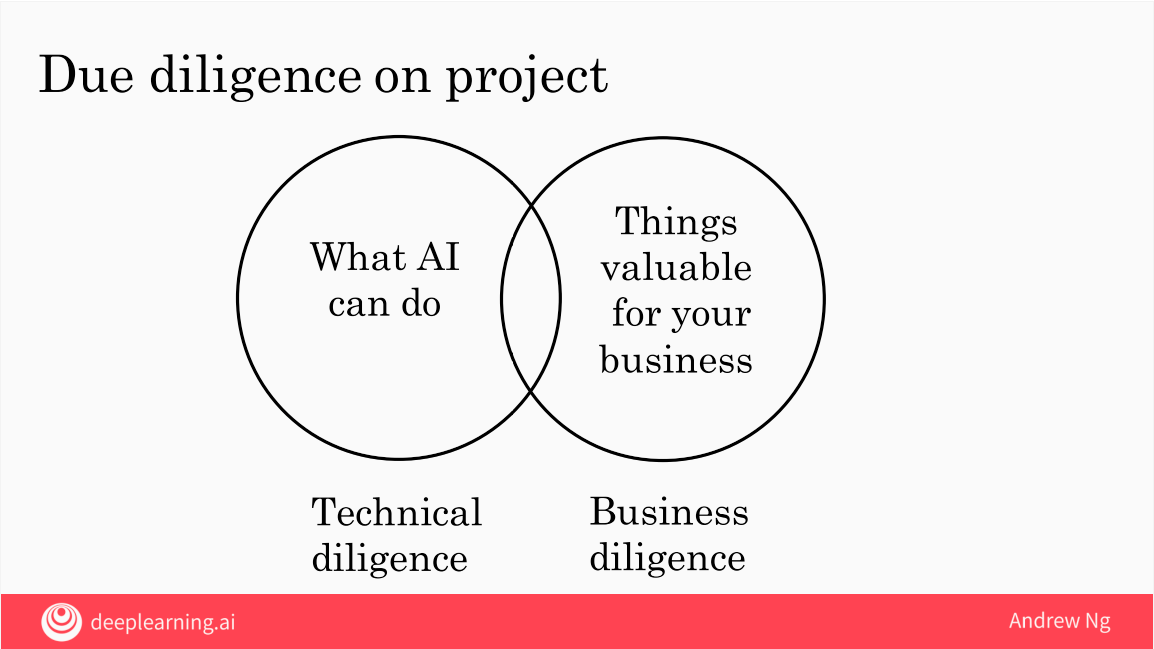 Due diligence on project
What AI
can do
Things
valuable
for your
business
Technical
diligence
Business
diligence
deeplearning.ai
Andrew Ng